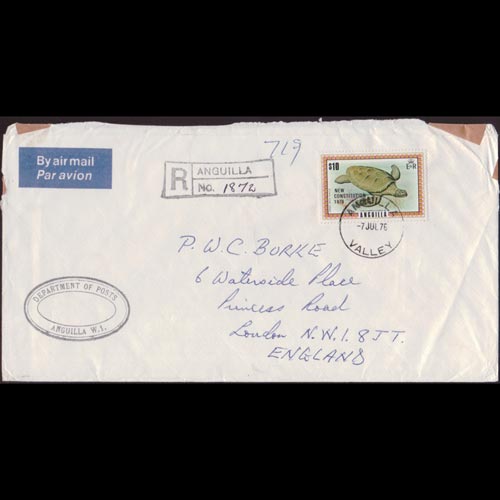 719
By air mail
Par avion
R
ANGUILLA
No. 1872
$10
E R
NEW
CONSTITUTION
1976
ANGUILLA
ANGUILLA
-7 JUL 76
VALLEY
P. W. C. BORKE
6 Waterside Place
Princess Road
London N.W.1. 8JT.
ENGLAND
DEPARTMENT OF POSTS
ANGUILLA W.I.